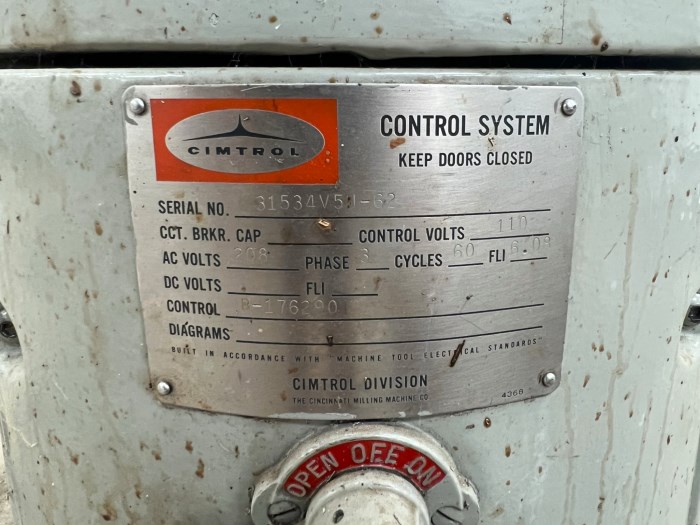 CIMTROL
CONTROL SYSTEM
KEEP DOORS CLOSED
SERIAL NO.
CCT. BRKR. CAP CONTROL VOLTS 110
AC VOLTS 208 PHASE 3 CYCLES 60 FLI 6.08
DC VOLTS FLI
CONTROL
DIAGRAMS
BUILT IN ACCORDANCE WITH "MACHINE TOOL ELECTRICAL STANDARDS"
CIMTROL DIVISION
THE CINCINNATI MILLING MACHINE CO.
4368
OPEN OFF ON